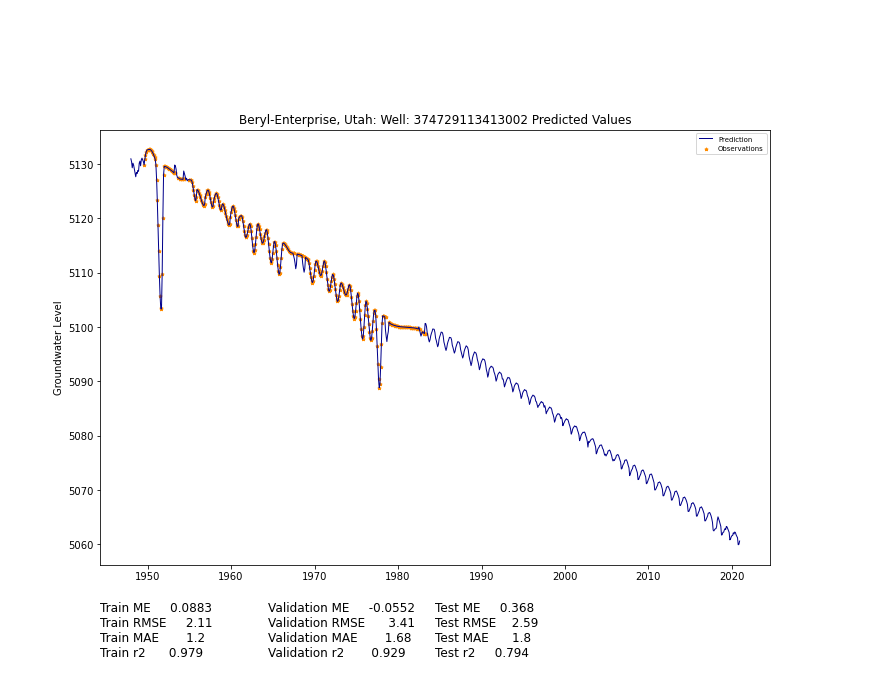 Beryl-Enterprise, Utah: Well: 374729113413002 Predicted Values
Prediction
Observations
Groundwater Level
5130
5120
5110
5100
5090
5080
5070
5060
1950 1960 1970 1980 1990 2000 2010 2020
Train ME 0.0883 Validation ME -0.0552 Test ME 0.368
Train RMSE 2.11 Validation RMSE 3.41 Test RMSE 2.59
Train MAE 1.2 Validation MAE 1.68 Test MAE 1.8
Train r2 0.979 Validation r2 0.929 Test r2 0.794